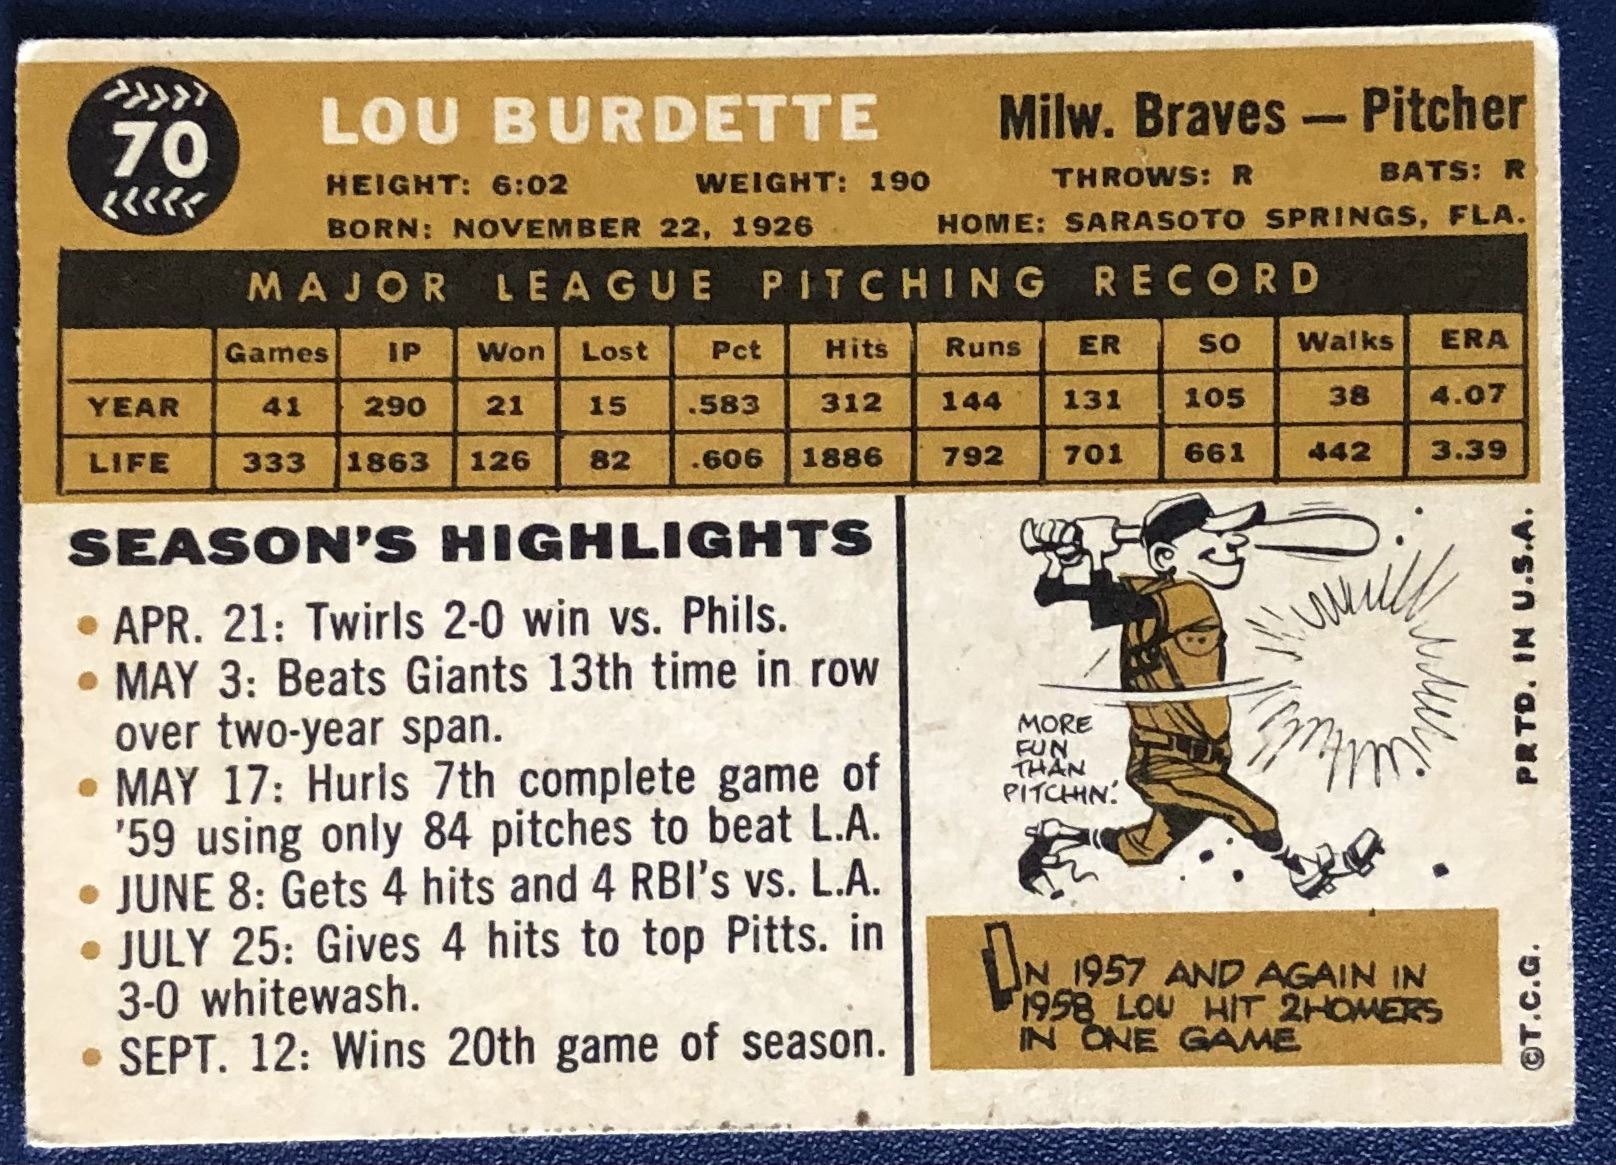 70
LOU BURDETTE
Milw. Braves — Pitcher
HEIGHT: 6:02 WEIGHT: 190 THROWS: R BATS: R
BORN: NOVEMBER 22, 1926 HOME: SARASOTO SPRINGS, FLA.
MAJOR LEAGUE PITCHING RECORD
Games IP Won Lost Pct Hits Runs ER SO Walks ERA
YEAR 41 290 21 15 .583 312 144 131 105 38 4.07
LIFE 333 1863 126 82 .606 1886 792 701 661 442 3.39
SEASON'S HIGHLIGHTS
• APR. 21: Twirls 2-0 win vs. Phils.
• MAY 3: Beats Giants 13th time in row
over two-year span.
• MAY 17: Hurls 7th complete game of
'59 using only 84 pitches to beat L.A.
• JUNE 8: Gets 4 hits and 4 RBI's vs. L.A.
• JULY 25: Gives 4 hits to top Pitts. in
3-0 whitewash.
• SEPT. 12: Wins 20th game of season.
MORE
FUN
THAN
PITCHIN'!
IN 1957 AND AGAIN IN
1958 LOU HIT 2 HOMERS
IN ONE GAME
PRTD. IN U.S.A.
©T.C.G.